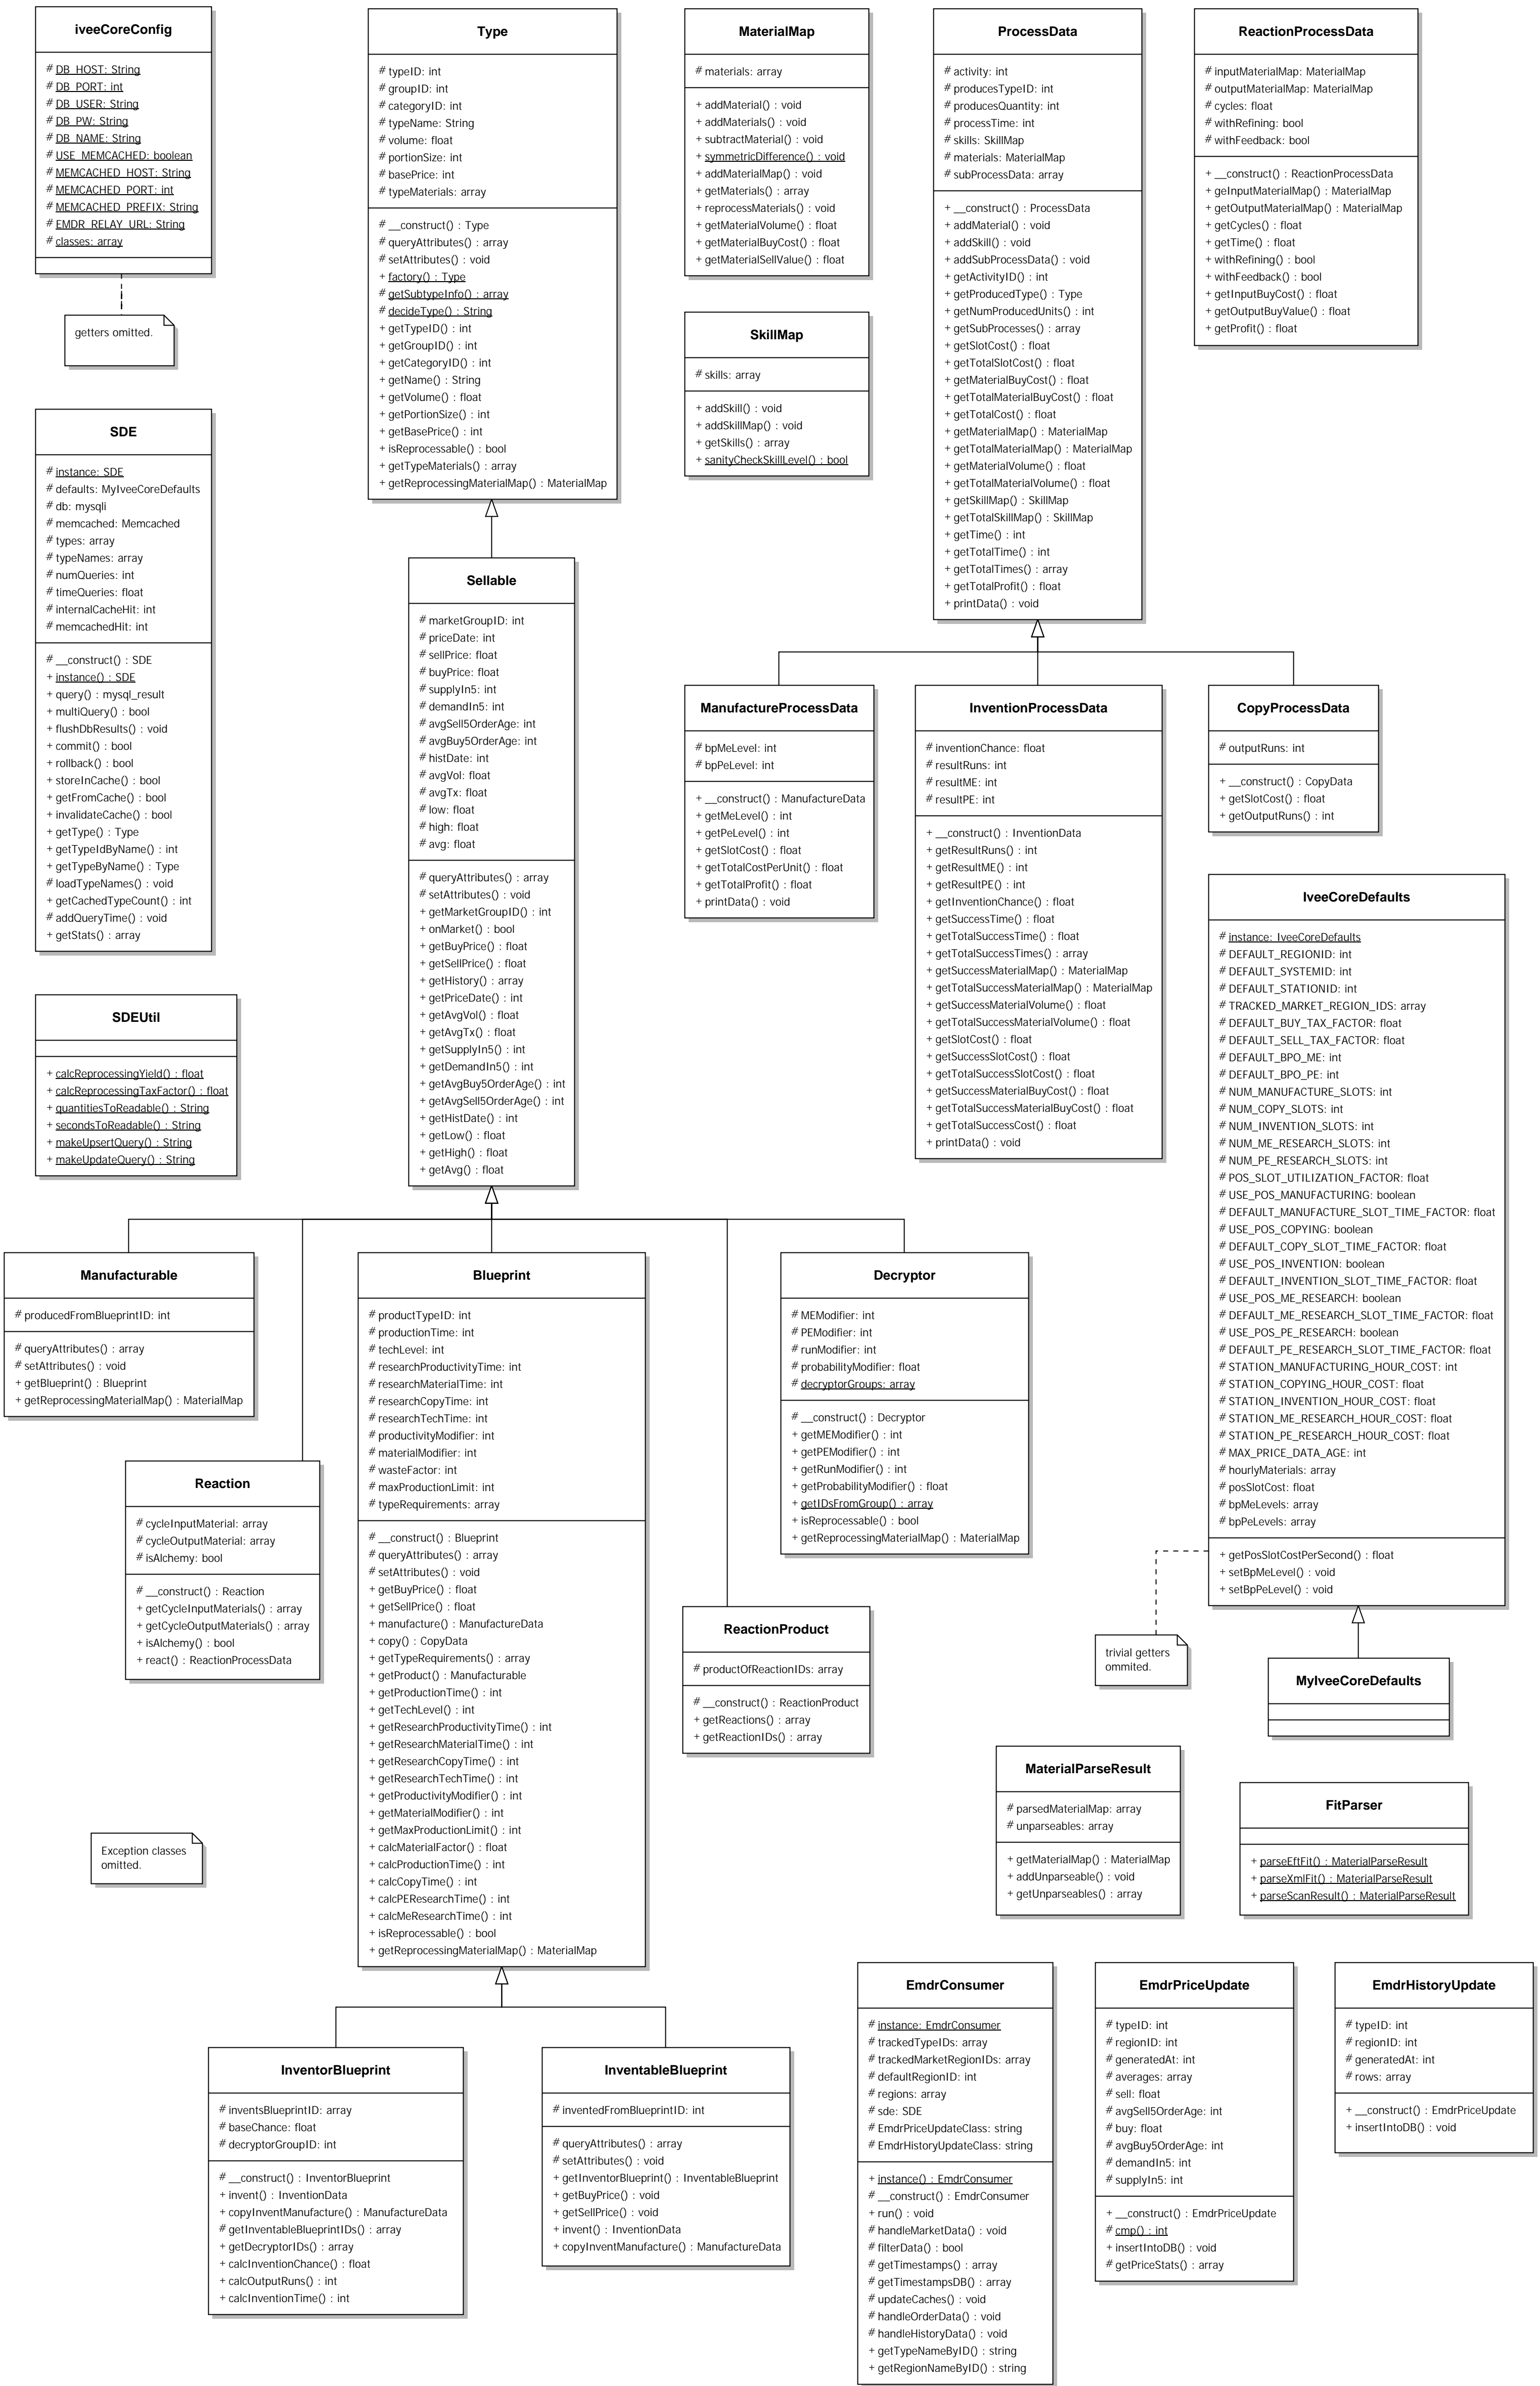 iveeCoreConfig
# DB_HOST: String
# DB_PORT: int
# DB_USER: String
# DB_PW: String
# DB_NAME: String
# USE_MEMCACHED: boolean
# MEMCACHED_HOST: String
# MEMCACHED_PORT: int
# MEMCACHED_PREFIX: String
# EMDR_RELAY_URL: String
# classes: array
getters omitted.
Type
# typeID: int
# groupID: int
# categoryID: int
# typeName: String
# volume: float
# portionSize: int
# basePrice: int
# typeMaterials: array
# __construct() : Type
# queryAttributes() : array
# setAttributes() : void
# factory() : Type
# getSubtypeInfo() : array
# decideType() : String
+ getTypeID() : int
+ getGroupID() : int
+ getCategoryID() : int
+ getName() : String
+ getVolume() : float
+ getPortionSize() : int
+ getBasePrice() : int
+ isReprocessable() : bool
+ getTypeMaterials() : array
+ getReprocessingMaterialMap() : MaterialMap
MaterialMap
# materials: array
+ addMaterial() : void
+ addMaterials() : void
+ subtractMaterial() : void
+ symmetricDifference() : void
+ addMaterialMap() : void
+ getMaterials() : array
+ reprocessMaterials() : void
+ getMaterialVolume() : float
+ getMaterialBuyCost() : float
+ getMaterialSellValue() : float
SkillMap
# skills: array
+ addSkill() : void
+ addSkillMap() : void
+ getSkills() : array
+ sanityCheckSkillLevel() : bool
ProcessData
# activity: int
# producesTypeID: int
# producesQuantity: int
# processTime: int
# skills: SkillMap
# materials: MaterialMap
# subProcessData: array
+ __construct() : ProcessData
+ addMaterial() : void
+ addSkill() : void
+ addSubProcessData() : void
+ getActivityID() : int
+ getProducedType() : Type
+ getNumProducedUnits() : int
+ getSubProcesses() : array
+ getSlotCost() : float
+ getTotalSlotCost() : float
+ getMaterialBuyCost() : float
+ getTotalMaterialBuyCost() : float
+ getTotalCost() : float
+ getMaterialMap() : MaterialMap
+ getTotalMaterialMap() : MaterialMap
+ getMaterialVolume() : float
+ getTotalMaterialVolume() : float
+ getSkillMap() : SkillMap
+ getTotalSkillMap() : SkillMap
+ getTime() : int
+ getTotalTime() : int
+ getTotalTimes() : array
+ getTotalProfit() : float
+ printData() : void
ReactionProcessData
# inputMaterialMap: MaterialMap
# outputMaterialMap: MaterialMap
# cycles: float
# withRefining: bool
# withFeedback: bool
+ __construct() : ReactionProcessData
+ geInputMaterialMap() : MaterialMap
+ getOutputMaterialMap() : MaterialMap
+ getCycles() : float
+ getTime() : float
+ withRefining() : bool
+ withFeedback() : bool
+ getInputBuyCost() : float
+ getOutputBuyValue() : float
+ getProfit() : float
SDE
# instance: SDE
# defaults: MyIveeCoreDefaults
# db: mysqli
# memcached: Memcached
# types: array
# typeNames: array
# numQueries: int
# timeQueries: float
# internalCacheHit: int
# memcachedHit: int
# __construct() : SDE
+ instance() : SDE
+ query() : mysql_result
+ multiQuery() : bool
+ flushDbResults() : void
+ commit() : bool
+ rollback() : bool
+ storeInCache() : bool
+ getFromCache() : bool
+ invalidateCache() : bool
+ getType() : Type
+ getTypeIdByName() : int
+ getTypeByName() : Type
# loadTypeNames() : void
+ getCachedTypeCount() : int
# addQueryTime() : void
+ getStats() : array
Sellable
# marketGroupID: int
# priceDate: int
# sellPrice: float
# buyPrice: float
# supplyIn5: int
# demandIn5: int
# avgSell5OrderAge: int
# avgBuy5OrderAge: int
# histDate: int
# avgVol: float
# avgTx: float
# low: float
# high: float
# avg: float
# queryAttributes() : array
# setAttributes() : void
+ getMarketGroupID() : int
+ onMarket() : bool
+ getBuyPrice() : float
+ getSellPrice() : float
+ getHistory() : array
+ getPriceDate() : int
+ getAvgVol() : float
+ getAvgTx() : float
+ getSupplyIn5() : int
+ getDemandIn5() : int
+ getAvgBuy5OrderAge() : int
+ getAvgSell5OrderAge() : int
+ getHistDate() : int
+ getLow() : float
+ getHigh() : float
+ getAvg() : float
ManufactureProcessData
# bpMeLevel: int
# bpPeLevel: int
+ __construct() : ManufactureData
+ getMeLevel() : int
+ getPeLevel() : int
+ getSlotCost() : float
+ getTotalCostPerUnit() : float
+ getTotalProfit() : float
+ printData() : void
InventionProcessData
# inventionChance: float
# resultRuns: int
# resultME: int
# resultPE: int
+ __construct() : InventionData
+ getResultRuns() : int
+ getResultME() : int
+ getResultPE() : int
+ getInventionChance() : float
+ getSuccessTime() : float
+ getTotalSuccessTime() : float
+ getTotalSuccessTimes() : array
+ getSuccessMaterialMap() : MaterialMap
+ getTotalSuccessMaterialMap() : MaterialMap
+ getSuccessMaterialVolume() : float
+ getTotalSuccessMaterialVolume() : float
+ getSlotCost() : float
+ getSuccessSlotCost() : float
+ getTotalSuccessSlotCost() : float
+ getSuccessMaterialBuyCost() : float
+ getTotalSuccessMaterialBuyCost() : float
+ getTotalSuccessCost() : float
+ printData() : void
CopyProcessData
# outputRuns: int
+ __construct() : CopyData
+ getSlotCost() : float
+ getOutputRuns() : int
IveeCoreDefaults
# instance: IveeCoreDefaults
# DEFAULT_REGIONID: int
# DEFAULT_SYSTEMID: int
# DEFAULT_STATIONID: int
# TRACKED_MARKET_REGION_IDS: array
# DEFAULT_BUY_TAX_FACTOR: float
# DEFAULT_SELL_TAX_FACTOR: float
# DEFAULT_BPO_ME: int
# DEFAULT_BPO_PE: int
# NUM_MANUFACTURE_SLOTS: int
# NUM_COPY_SLOTS: int
# NUM_INVENTION_SLOTS: int
# NUM_ME_RESEARCH_SLOTS: int
# NUM_PE_RESEARCH_SLOTS: int
# POS_SLOT_UTILIZATION_FACTOR: float
# USE_POS_MANUFACTURING: boolean
# DEFAULT_MANUFACTURE_SLOT_TIME_FACTOR: float
# USE_POS_COPYING: boolean
# DEFAULT_COPY_SLOT_TIME_FACTOR: float
# USE_POS_INVENTION: boolean
# DEFAULT_INVENTION_SLOT_TIME_FACTOR: float
# USE_POS_ME_RESEARCH: boolean
# DEFAULT_ME_RESEARCH_SLOT_TIME_FACTOR: float
# USE_POS_PE_RESEARCH: boolean
# DEFAULT_PE_RESEARCH_SLOT_TIME_FACTOR: float
# STATION_MANUFACTURING_HOUR_COST: int
# STATION_COPYING_HOUR_COST: float
# STATION_INVENTION_HOUR_COST: float
# STATION_ME_RESEARCH_HOUR_COST: float
# STATION_PE_RESEARCH_HOUR_COST: float
# MAX_PRICE_DATA_AGE: int
# hourlyMaterials: array
# posSlotCost: float
# bpMeLevels: array
# bpPeLevels: array
+ getPosSlotCostPerSecond() : float
+ setBpMeLevel() : void
+ setBpPeLevel() : void
SDEUtil
+ calcReprocessingYield() : float
+ calcReprocessingTaxFactor() : float
+ quantitiesToReadable() : String
+ secondsToReadable() : String
+ makeUpsertQuery() : String
+ makeUpdateQuery() : String
Manufacturable
# producedFromBlueprintID: int
# queryAttributes() : array
# setAttributes() : void
+ getBlueprint() : Blueprint
+ getReprocessingMaterialMap() : MaterialMap
Reaction
# cycleInputMaterial: array
# cycleOutputMaterial: array
# isAlchemy: bool
# __construct() : Reaction
+ getCycleInputMaterials() : array
+ getCycleOutputMaterials() : array
+ isAlchemy() : bool
+ react() : ReactionProcessData
Blueprint
# productTypeID: int
# productionTime: int
# techLevel: int
# researchProductivityTime: int
# researchMaterialTime: int
# researchCopyTime: int
# researchTechTime: int
# productivityModifier: int
# materialModifier: int
# wasteFactor: int
# maxProductionLimit: int
# typeRequirements: array
# __construct() : Blueprint
# queryAttributes() : array
# setAttributes() : void
+ getBuyPrice() : float
+ getSellPrice() : float
+ manufacture() : ManufactureData
+ copy() : CopyData
+ getTypeRequirements() : array
+ getProduct() : Manufacturable
+ getProductionTime() : int
+ getTechLevel() : int
+ getResearchProductivityTime() : int
+ getResearchMaterialTime() : int
+ getResearchCopyTime() : int
+ getResearchTechTime() : int
+ getProductivityModifier() : int
+ getMaterialModifier() : int
+ getMaxProductionLimit() : int
+ calcMaterialFactor() : float
+ calcProductionTime() : int
+ calcCopyTime() : int
+ calcPEResearchTime() : int
+ calcMeResearchTime() : int
+ isReprocessable() : bool
+ getReprocessingMaterialMap() : MaterialMap
Decryptor
# MEModifier: int
# PEModifier: int
# runModifier: int
# probabilityModifier: float
# decryptorGroups: array
# __construct() : Decryptor
+ getMEModifier() : int
+ getPEModifier() : int
+ getRunModifier() : int
+ getProbabilityModifier() : float
+ getIDsFromGroup() : array
+ isReprocessable() : bool
+ getReprocessingMaterialMap() : MaterialMap
ReactionProduct
# productOfReactionIDs: array
# __construct() : ReactionProduct
+ getReactions() : array
+ getReactionIDs() : array
trivial getters
ommited.
MyIveeCoreDefaults
MaterialParseResult
# parsedMaterialMap: array
# unparseables: array
+ getMaterialMap() : MaterialMap
+ addUnparseable() : void
+ getUnparseables() : array
FitParser
+ parseEftFit() : MaterialParseResult
+ parseXmlFit() : MaterialParseResult
+ parseScanResult() : MaterialParseResult
Exception classes
omitted.
InventorBlueprint
# inventsBlueprintID: array
# baseChance: float
# decryptorGroupID: int
# __construct() : InventorBlueprint
+ invent() : InventionData
+ copyInventManufacture() : ManufactureData
# getInventableBlueprintIDs() : array
+ getDecryptorIDs() : array
+ calcInventionChance() : float
+ calcOutputRuns() : int
+ calcInventionTime() : int
InventableBlueprint
# inventedFromBlueprintID: int
# queryAttributes() : array
# setAttributes() : void
+ getInventorBlueprint() : InventableBlueprint
+ getBuyPrice() : void
+ getSellPrice() : void
+ invent() : InventionData
+ copyInventManufacture() : ManufactureData
EmdrConsumer
# instance: EmdrConsumer
# trackedTypeIDs: array
# trackedMarketRegionIDs: array
# defaultRegionID: int
# regions: array
# sde: SDE
# EmdrPriceUpdateClass: string
# EmdrHistoryUpdateClass: string
+ instance() : EmdrConsumer
# __construct() : EmdrConsumer
+ run() : void
# handleMarketData() : void
# filterData() : bool
# getTimestamps() : array
# getTimestampsDB() : array
# updateCaches() : void
# handleOrderData() : void
# handleHistoryData() : void
+ getTypeNameByID() : string
+ getRegionNameByID() : string
EmdrPriceUpdate
# typeID: int
# regionID: int
# generatedAt: int
# averages: array
# sell: float
# avgSell5OrderAge: int
# buy: float
# avgBuy5OrderAge: int
# demandIn5: int
# supplyIn5: int
+ __construct() : EmdrPriceUpdate
# cmp() : int
+ insertIntoDB() : void
# getPriceStats() : array
EmdrHistoryUpdate
# typeID: int
# regionID: int
# generatedAt: int
# rows: array
+ __construct() : EmdrPriceUpdate
+ insertIntoDB() : void